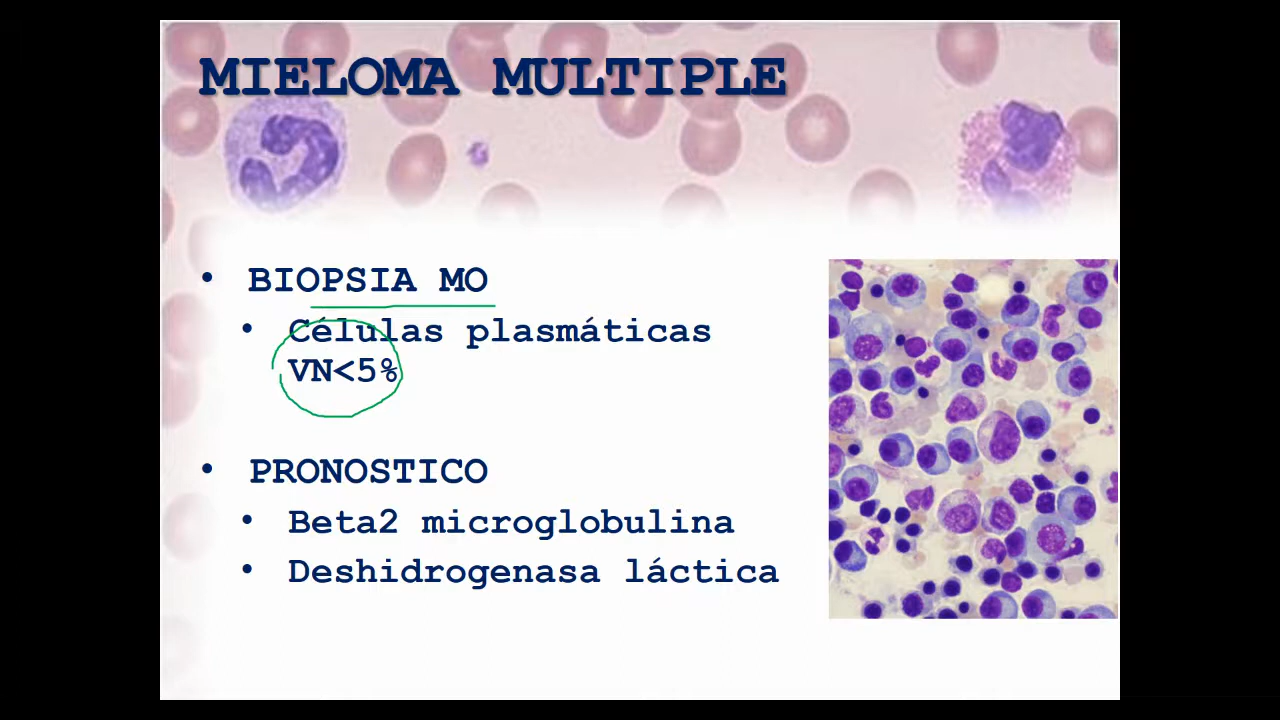 MIELOMA MULTIPLE
• BIOPSIA MO
• Células plasmáticas
VN<5%
• PRONOSTICO
• Beta2 microglobulina
• Deshidrogenasa láctica